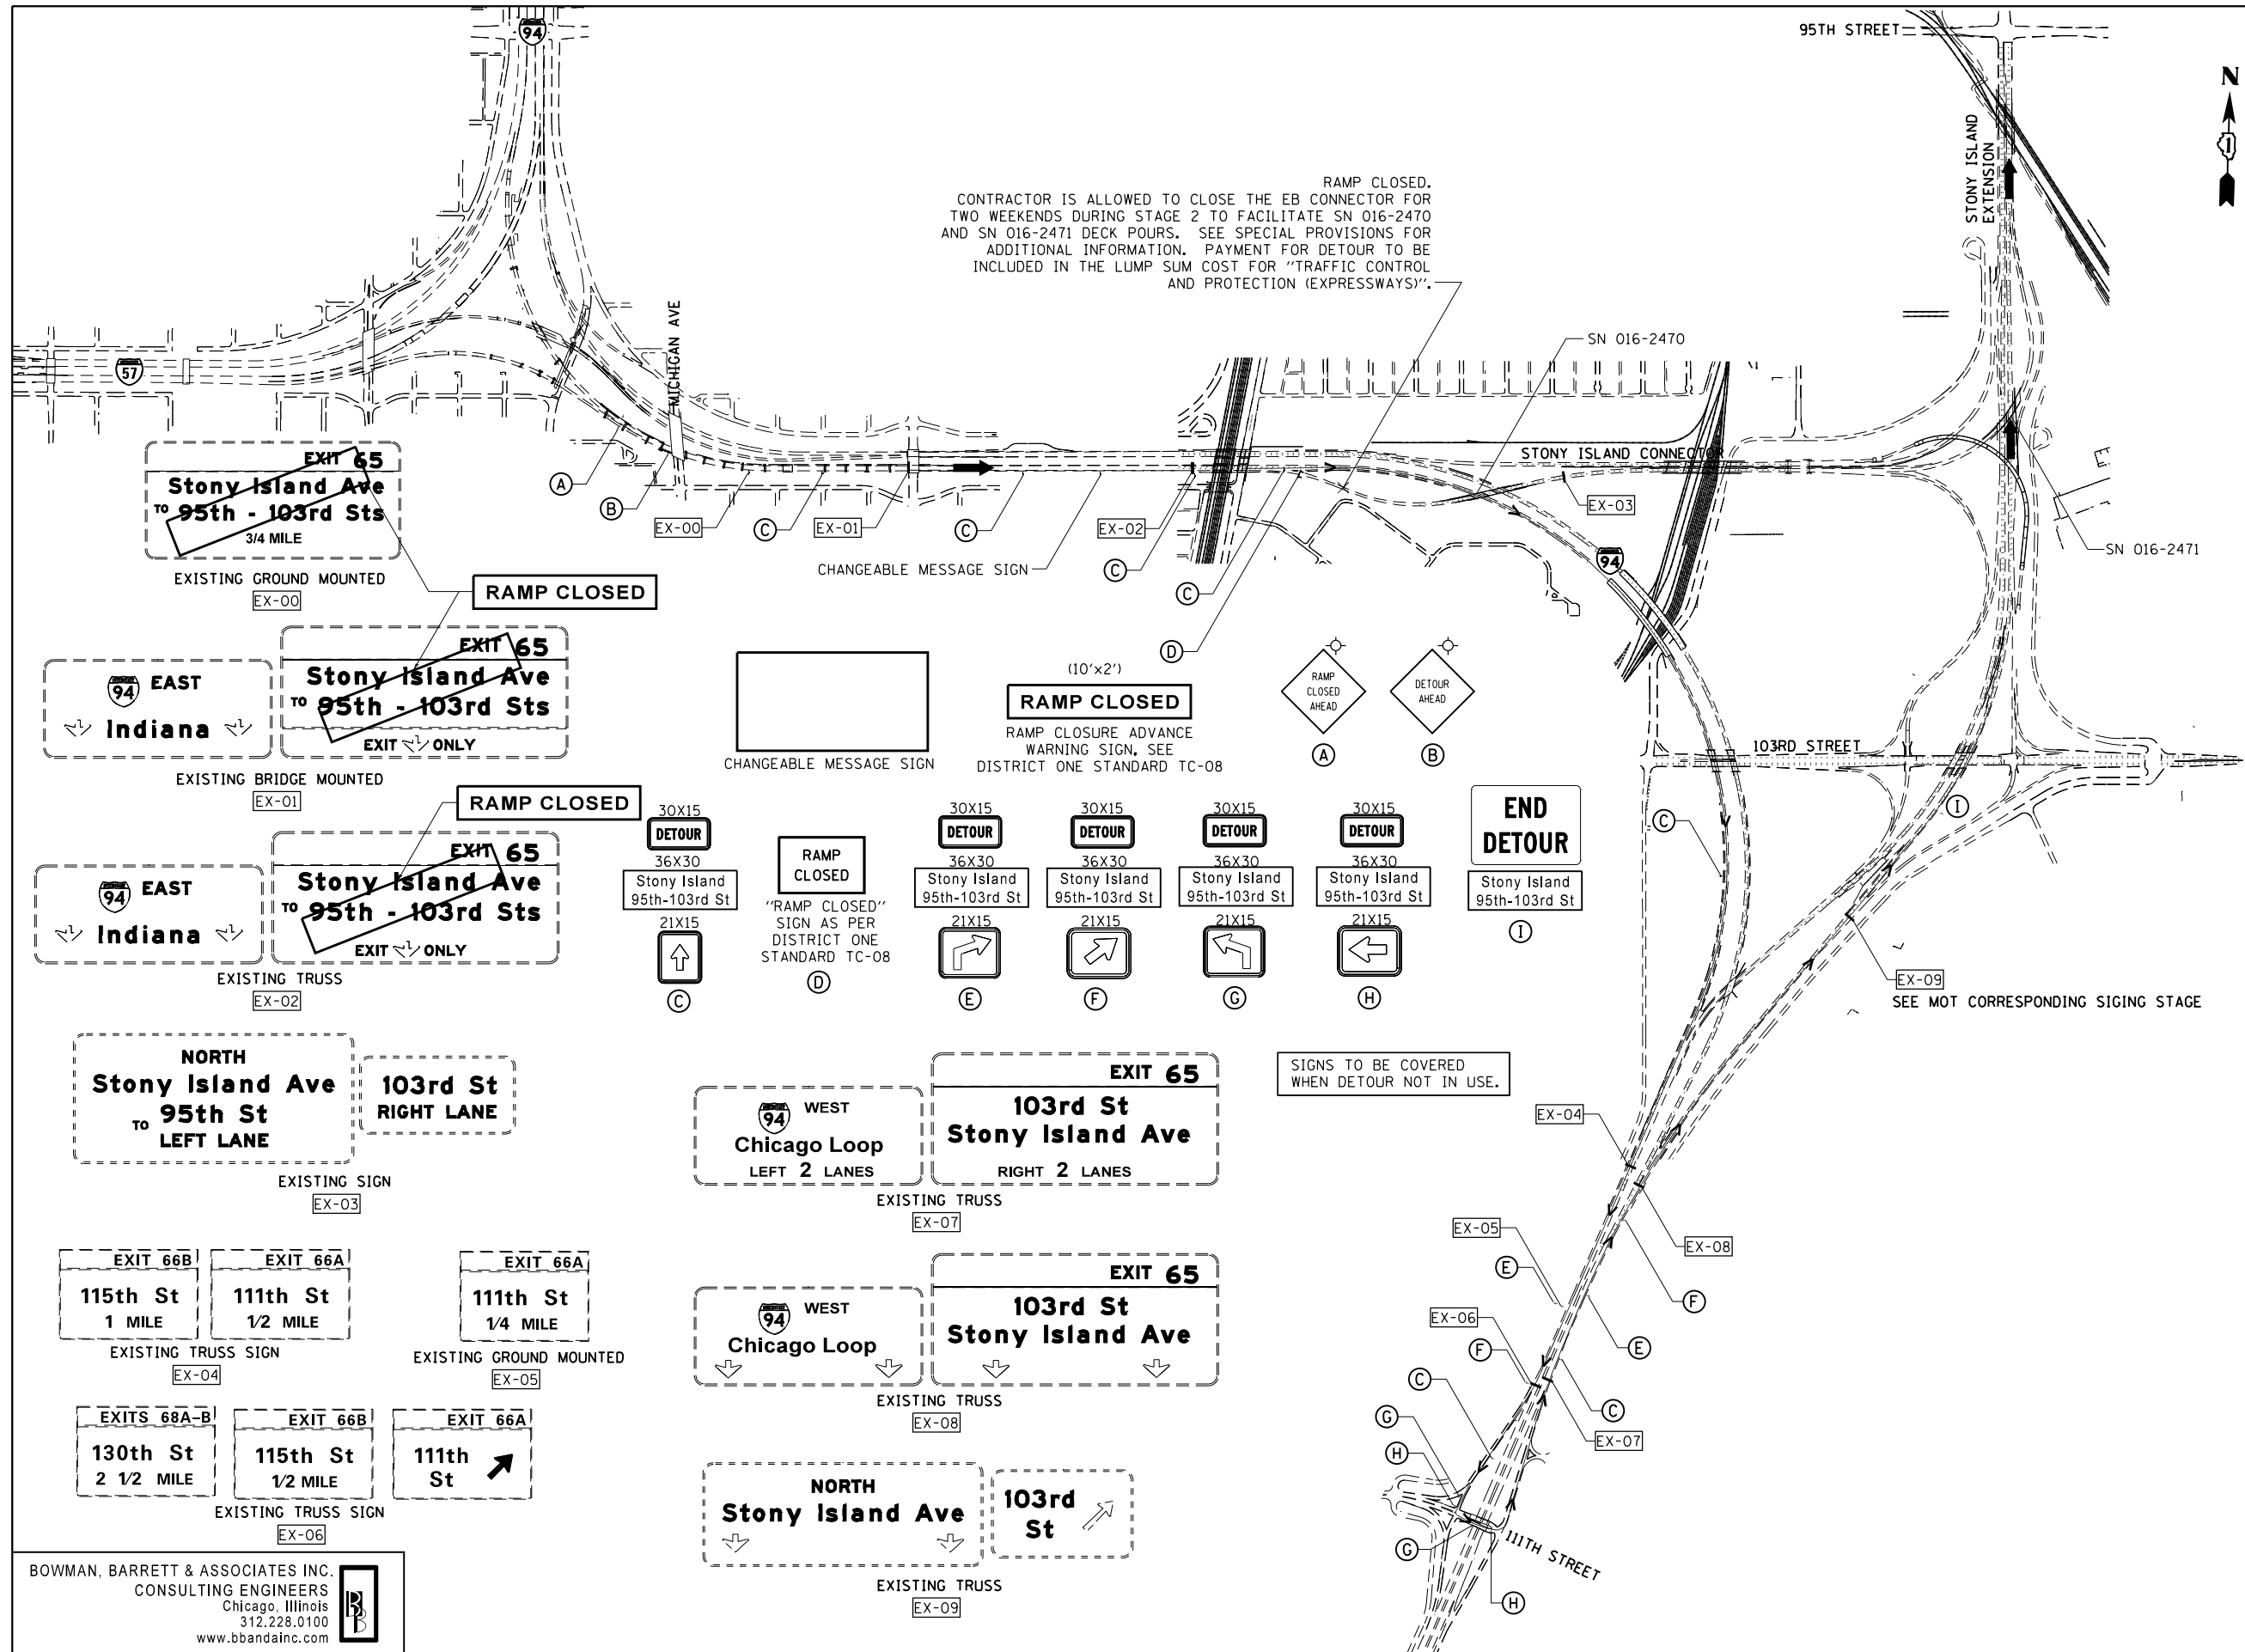 94
95TH STREET
N
1
STONY ISLAND
EXTENSION
RAMP CLOSED.
CONTRACTOR IS ALLOWED TO CLOSE THE EB CONNECTOR FOR
TWO WEEKENDS DURING STAGE 2 TO FACILITATE SN 016-2470
AND SN 016-2471 DECK POURS. SEE SPECIAL PROVISIONS FOR
ADDITIONAL INFORMATION. PAYMENT FOR DETOUR TO BE
INCLUDED IN THE LUMP SUM COST FOR "TRAFFIC CONTROL
AND PROTECTION (EXPRESSWAYS)".
MICHIGAN AVE
57
SN 016-2470
STONY ISLAND CONNECTOR
EX-03
SN 016-2471
94
A
B
EX-00
C
EX-01
C
EX-02
CHANGEABLE MESSAGE SIGN
C
C
D
EXIT 65
Stony Island Ave
TO 95th - 103rd Sts
3/4 MILE
EXISTING GROUND MOUNTED
EX-00
RAMP CLOSED
EXIT 65
Stony Island Ave
TO 95th - 103rd Sts
EXIT ONLY
94 EAST
Indiana
EXISTING BRIDGE MOUNTED
EX-01
RAMP CLOSED
EXIT 65
Stony Island Ave
TO 95th - 103rd Sts
EXIT ONLY
94 EAST
Indiana
EXISTING TRUSS
EX-02
CHANGEABLE MESSAGE SIGN
(10'x2')
RAMP CLOSED
RAMP CLOSURE ADVANCE
WARNING SIGN, SEE
DISTRICT ONE STANDARD TC-08
RAMP
CLOSED
AHEAD
A
DETOUR
AHEAD
B
103RD STREET
30X15
DETOUR
36X30
Stony Island
95th-103rd St
21X15
C
RAMP
CLOSED
"RAMP CLOSED"
SIGN AS PER
DISTRICT ONE
STANDARD TC-08
D
30X15
DETOUR
36X30
Stony Island
95th-103rd St
21X15
E
30X15
DETOUR
36X30
Stony Island
95th-103rd St
21X15
F
30X15
DETOUR
36X30
Stony Island
95th-103rd St
21X15
G
30X15
DETOUR
36X30
Stony Island
95th-103rd St
21X15
H
END
DETOUR
Stony Island
95th-103rd St
I
C
I
EX-09
SEE MOT CORRESPONDING SIGING STAGE
NORTH
Stony Island Ave
TO 95th St
LEFT LANE
103rd St
RIGHT LANE
EXISTING SIGN
EX-03
94 WEST
Chicago Loop
LEFT 2 LANES
EXIT 65
103rd St
Stony Island Ave
RIGHT 2 LANES
EXISTING TRUSS
EX-07
SIGNS TO BE COVERED
WHEN DETOUR NOT IN USE.
EX-04
EX-05
EX-08
E
F
EX-06
F
E
C
C
G
EX-07
H
G
111TH STREET
H
EXIT 66B
115th St
1 MILE
EXIT 66A
111th St
1/2 MILE
EXISTING TRUSS SIGN
EX-04
EXIT 66A
111th St
1/4 MILE
EXISTING GROUND MOUNTED
EX-05
94 WEST
Chicago Loop
EXIT 65
103rd St
Stony Island Ave
EXISTING TRUSS
EX-08
EXITS 68A-B
130th St
2 1/2 MILE
EXIT 66B
115th St
1/2 MILE
EXIT 66A
111th
St
EXISTING TRUSS SIGN
EX-06
NORTH
Stony Island Ave
103rd
St
EXISTING TRUSS
EX-09
BOWMAN, BARRETT & ASSOCIATES INC.
CONSULTING ENGINEERS
Chicago, Illinois
312.228.0100
www.bbandainc.com